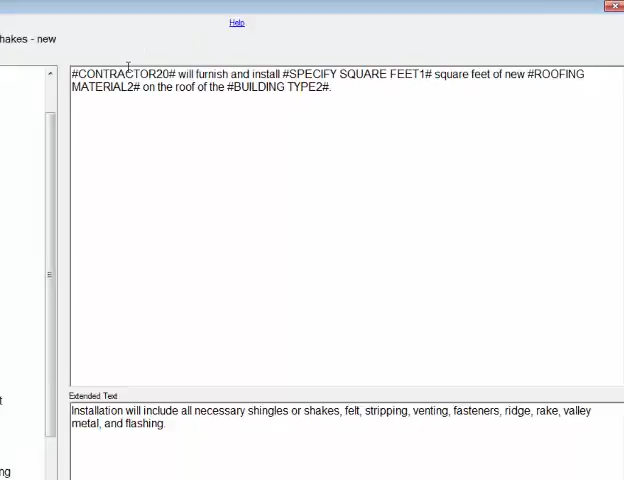 Help
hakes - new
#CONTRACTOR20# will furnish and install #SPECIFY SQUARE FEET1# square feet of new #ROOFING
MATERIAL2# on the roof of the #BUILDING TYPE2#.
Extended Text
t
Installation will include all necessary shingles or shakes, felt, stripping, venting, fasteners, ridge, rake, valley
metal, and flashing.
ng